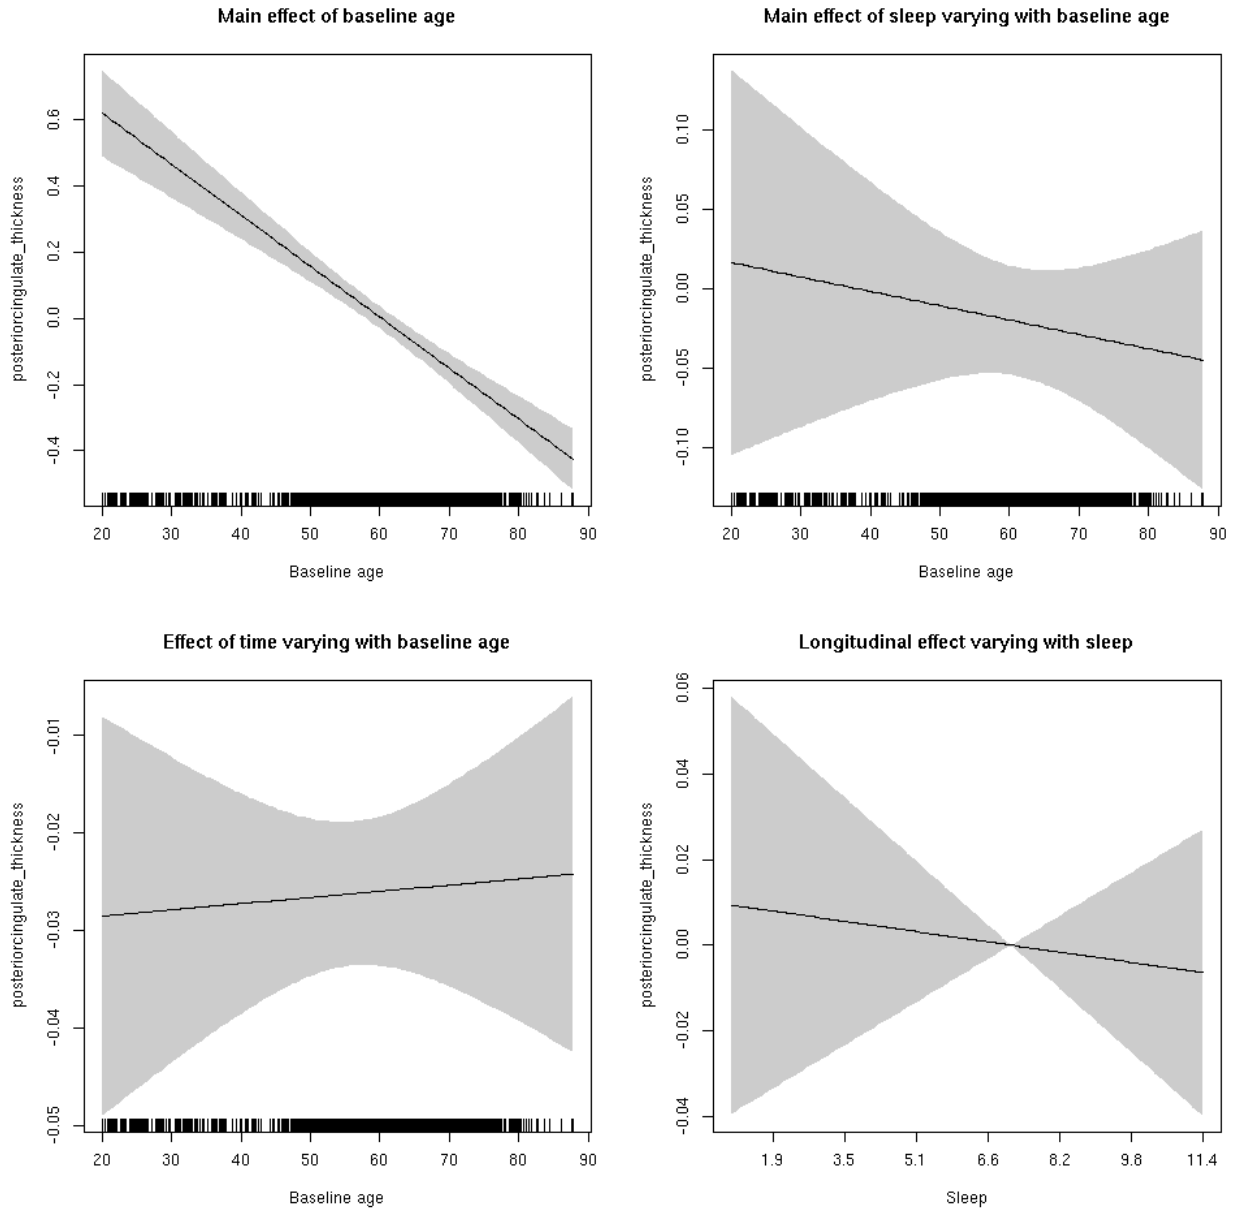 Main effect of baseline age
posteriorcingulate_thickness
0.6
0.4
0.2
0.0
-0.2
-0.4
20 30 40 50 60 70 80 90
Baseline age
Main effect of sleep varying with baseline age
posteriorcingulate_thickness
0.10
0.05
0.00
-0.05
-0.10
20 30 40 50 60 70 80 90
Baseline age
Effect of time varying with baseline age
posteriorcingulate_thickness
-0.01
-0.02
-0.03
-0.04
-0.05
20 30 40 50 60 70 80 90
Baseline age
Longitudinal effect varying with sleep
posteriorcingulate_thickness
0.06
0.04
0.02
0.00
-0.02
-0.04
1.9 3.5 5.1 6.6 8.2 9.8 11.4
Sleep